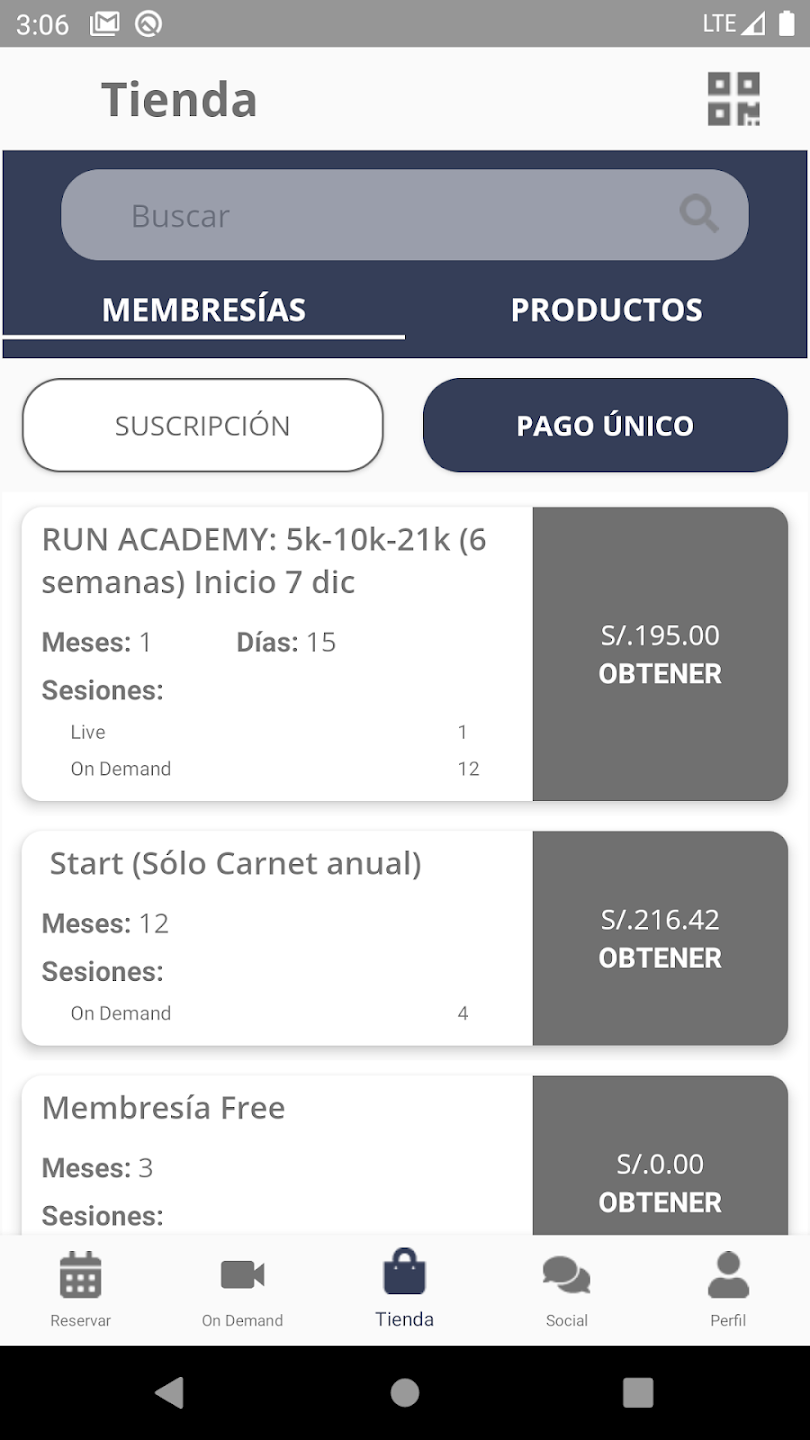 3:06
LTE
Tienda
Buscar
MEMBRESÍAS
PRODUCTOS
SUSCRIPCIÓN
PAGO ÚNICO
RUN ACADEMY: 5k-10k-21k (6
semanas) Inicio 7 dic
Meses: 1 Días: 15
Sesiones:
Live 1
On Demand 12
S/.195.00
OBTENER
Start (Sólo Carnet anual)
Meses: 12
Sesiones:
On Demand 4
S/.216.42
OBTENER
Membresía Free
Meses: 3
Sesiones:
S/.0.00
OBTENER
Reservar
On Demand
Tienda
Social
Perfil